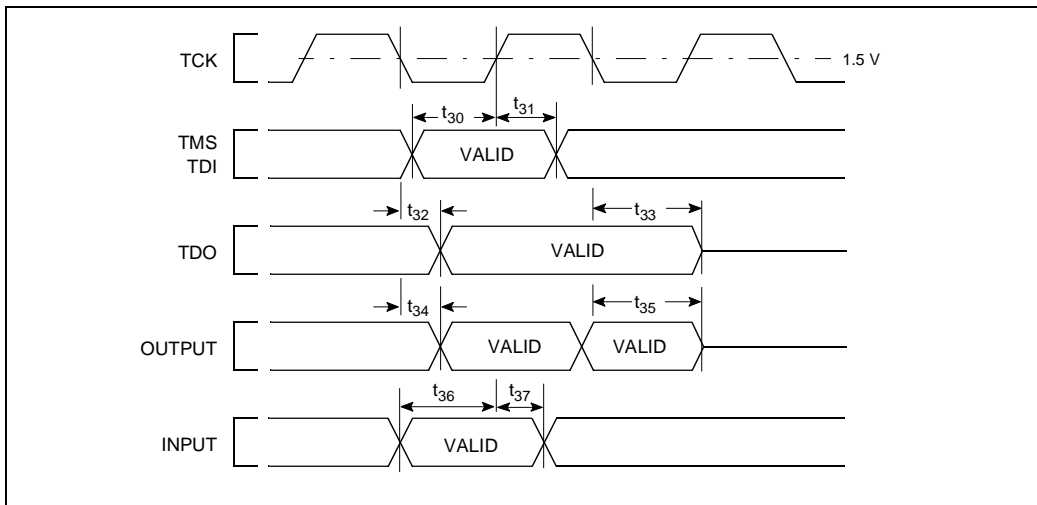 TCK
1.5 V
t30
t31
TMS
TDI
VALID
t32
t33
TDO
VALID
t34
t35
OUTPUT
VALID
VALID
t36
t37
INPUT
VALID